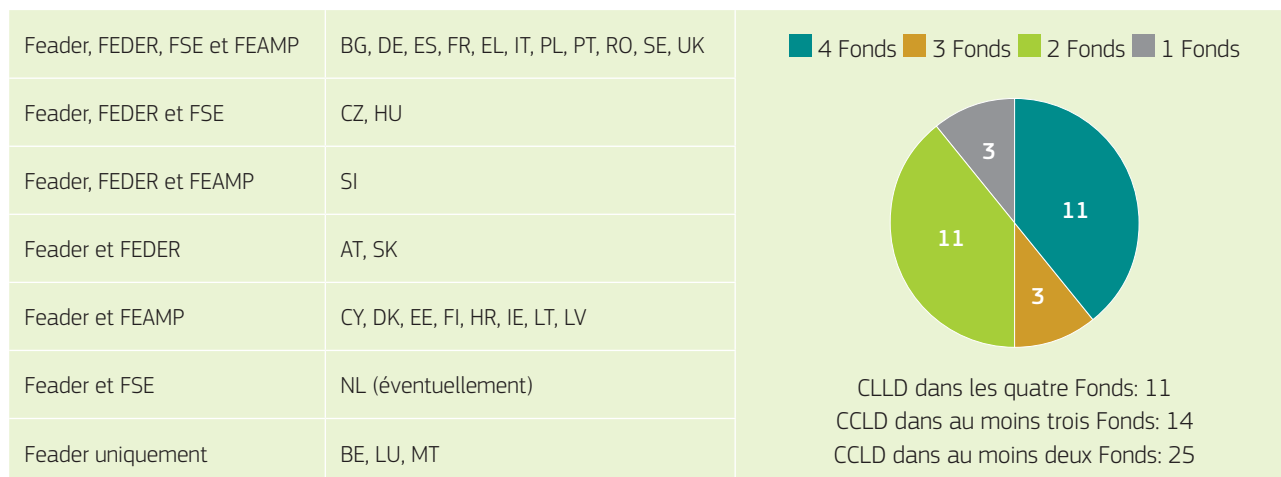 Feader, FEDER, FSE et FEAMP
BG, DE, ES, FR, EL, IT, PL, PT, RO, SE, UK
Feader, FEDER et FSE
CZ, HU
Feader, FEDER et FEAMP
SI
Feader et FEDER
AT, SK
Feader et FEAMP
CY, DK, EE, FI, HR, IE, LT, LV
Feader et FSE
NL (éventuellement)
Feader uniquement
BE, LU, MT
4 Fonds 3 Fonds 2 Fonds 1 Fonds
3
11
11
3
CLLD dans les quatre Fonds: 11
CCLD dans au moins trois Fonds: 14
CCLD dans au moins deux Fonds: 25